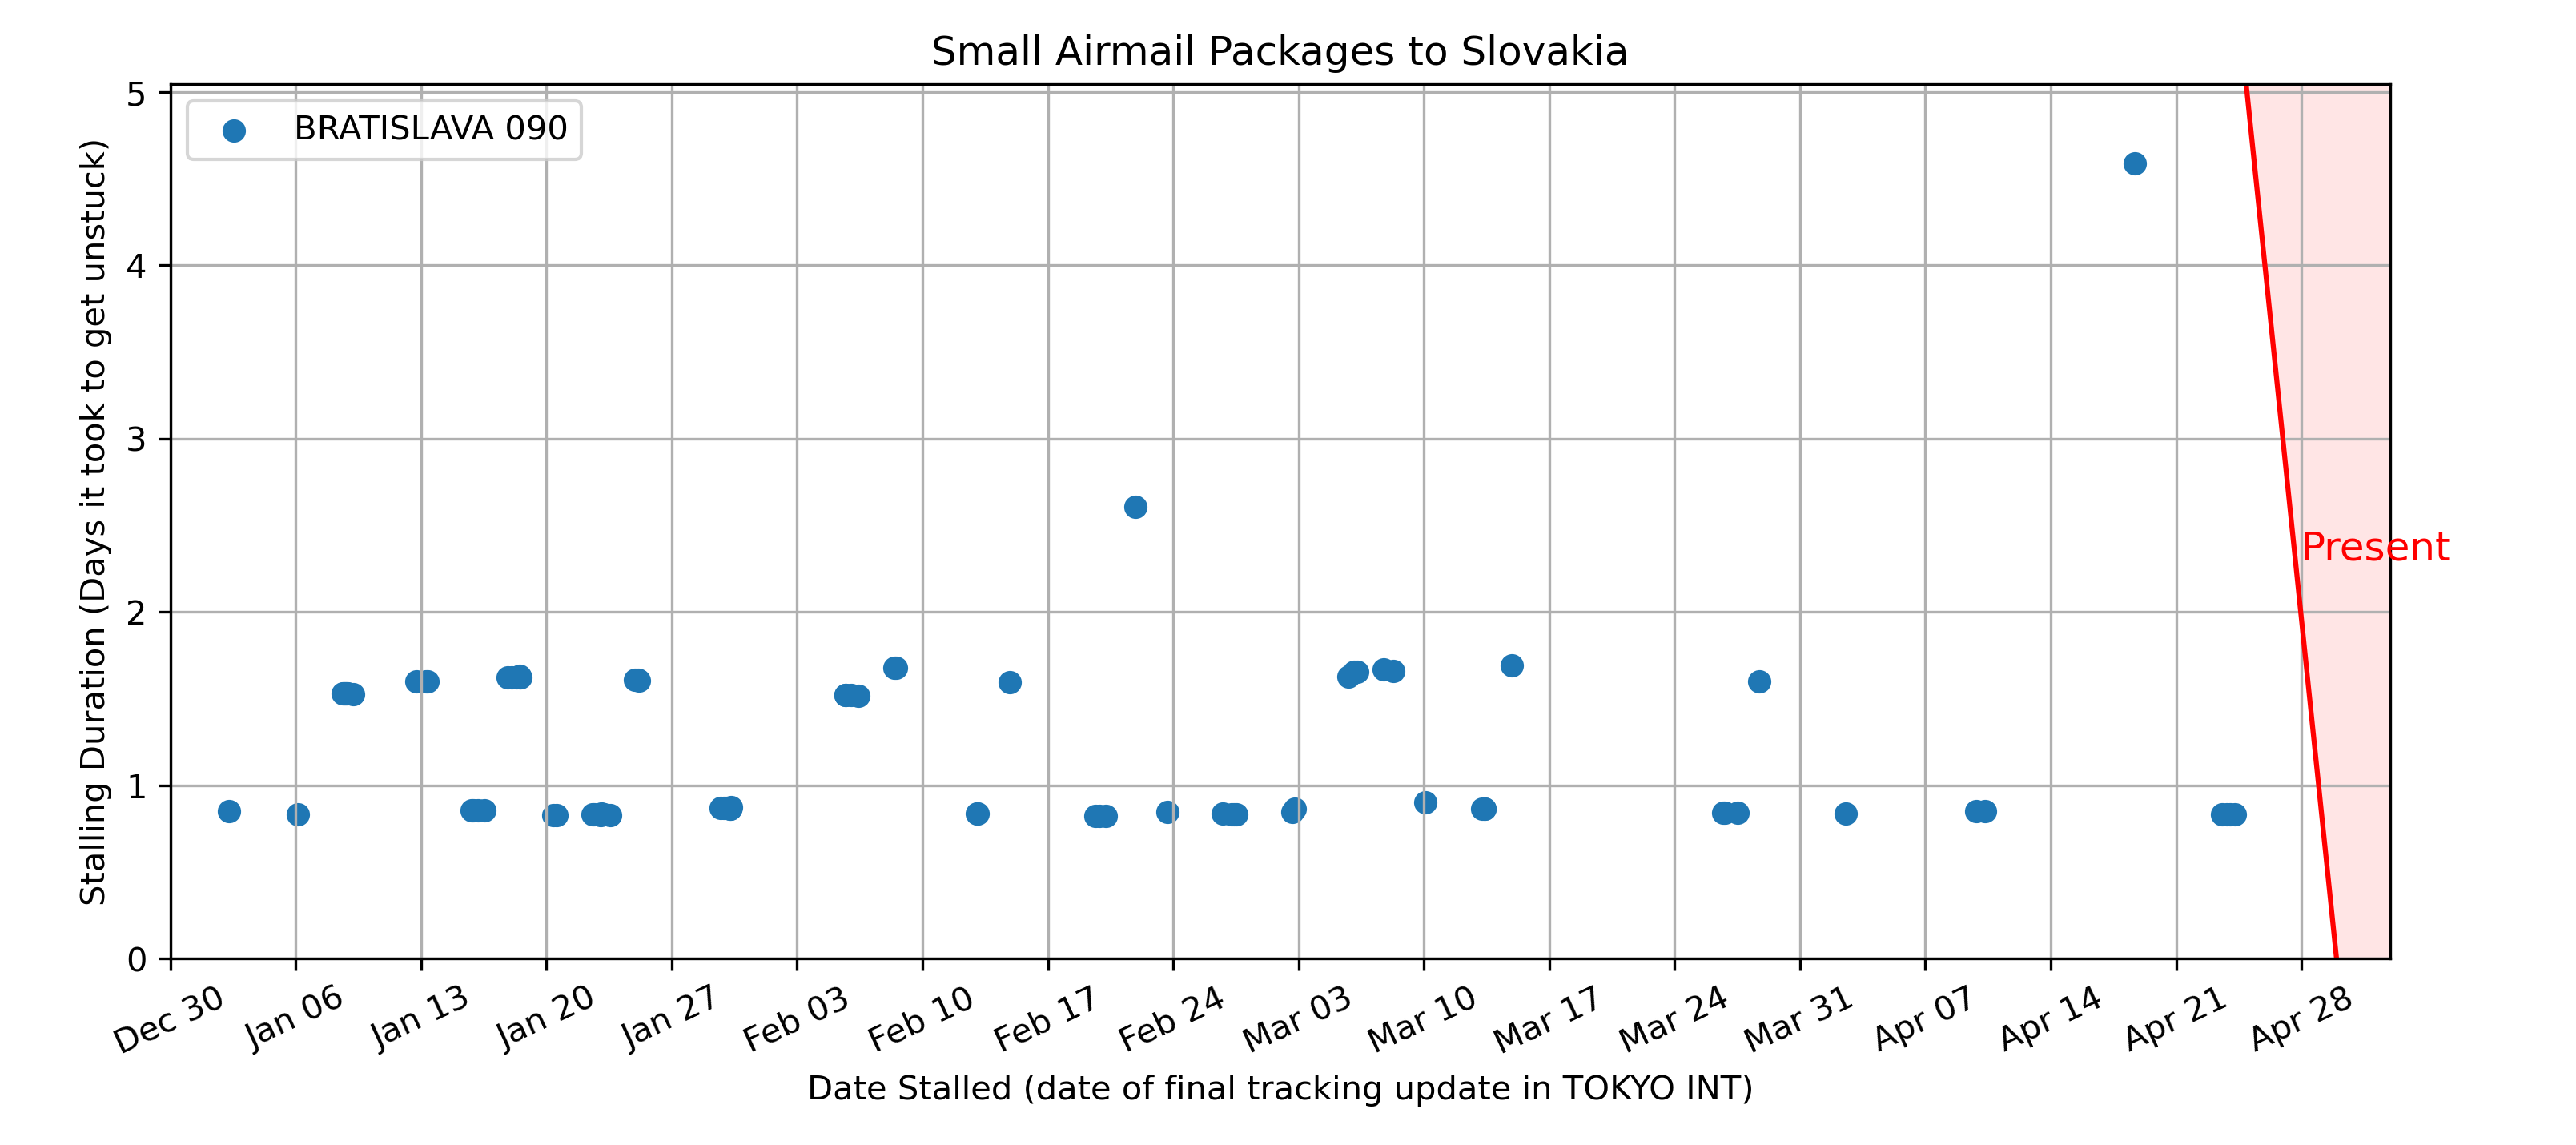 Small Airmail Packages to Slovakia
BRATISLAVA 090
Stalling Duration (Days it took to get unstuck)
5
4
3
2
1
0
Present
Dec 30
Jan 06
Jan 13
Jan 20
Jan 27
Feb 03
Feb 10
Feb 17
Feb 24
Mar 03
Mar 10
Mar 17
Mar 24
Mar 31
Apr 07
Apr 14
Apr 21
Apr 28
Date Stalled (date of final tracking update in TOKYO INT)